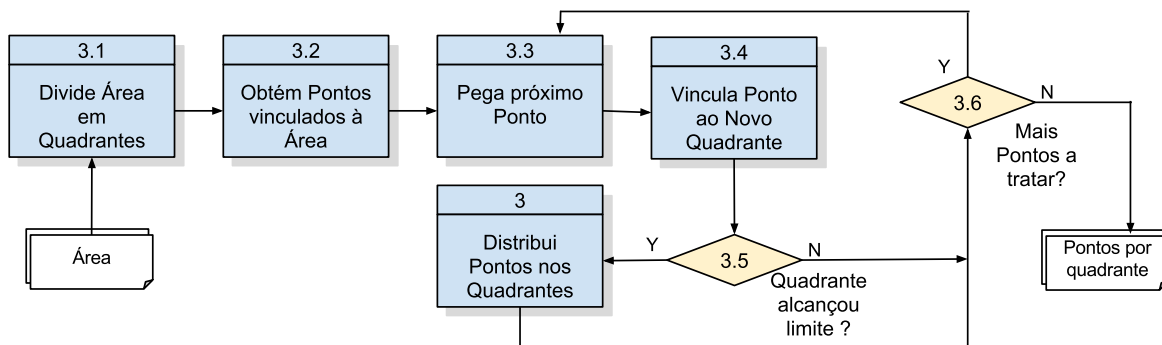 3.1
Divide Área
em
Quadrantes
3.2
Obtém Pontos
vinculados à
Área
3.3
Pega próximo
Ponto
3.4
Vincula Ponto
ao Novo
Quadrante
Y
3.6
N
Mais
Pontos a
tratar?
Área
3
Distribui
Pontos nos
Quadrantes
Y
3.5
N
Quadrante
alcançou
limite ?
Pontos por
quadrante